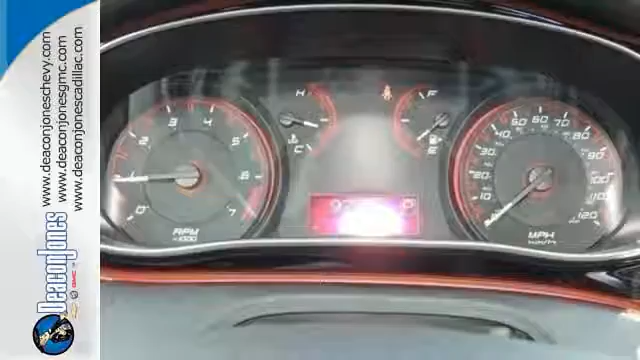 www.deaconjoneschevy.com
www.deaconjonesgmc.com
www.deaconjonescadillac.com
DeaconJones
GMC
0 1 2 3 4 5 6 7
RPM
x1000
H
C
F
E
10 20 30 40 50 60 70 80 90 100 110 120
MPH